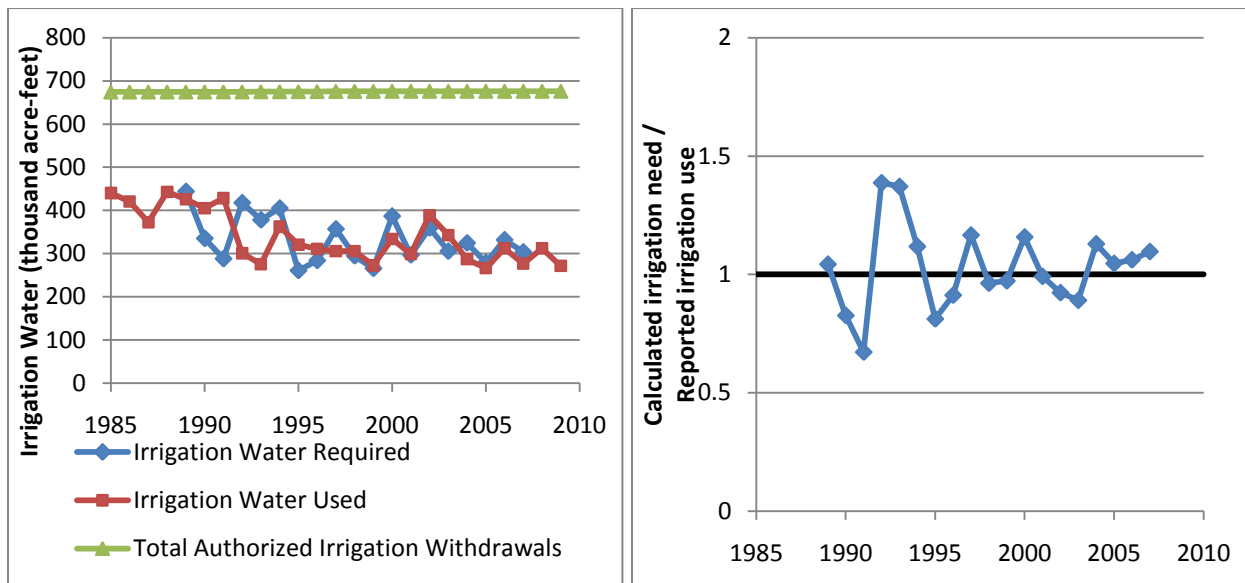 Irrigation Water (thousand acre-feet)
800
700
600
500
400
300
200
100
0
1985 1990 1995 2000 2005 2010
Irrigation Water Required
Irrigation Water Used
Total Authorized Irrigation Withdrawals
Calculated irrigation need /
Reported irrigation use
2
1.5
1
0.5
0
1985 1990 1995 2000 2005 2010